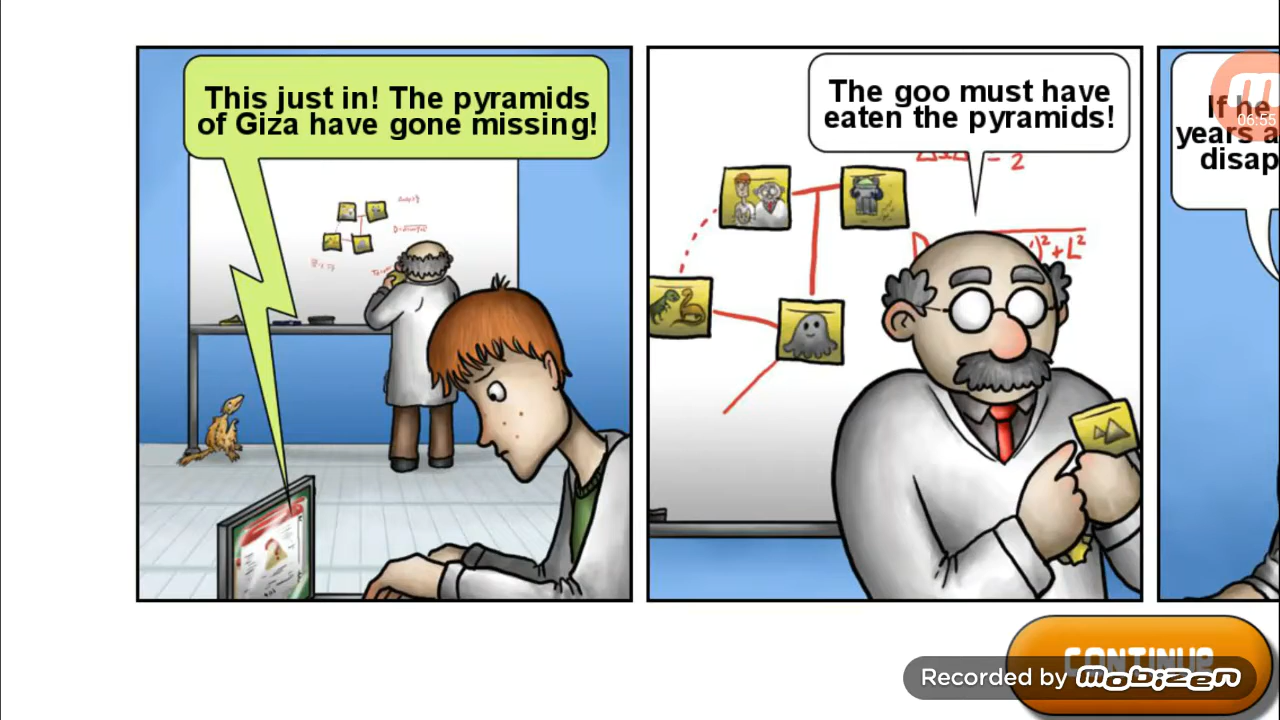 This just in! The pyramids
of Giza have gone missing!
The goo must have
eaten the pyramids!
If he
years a
disap
06:55
CONTINUE
Recorded by mobizen